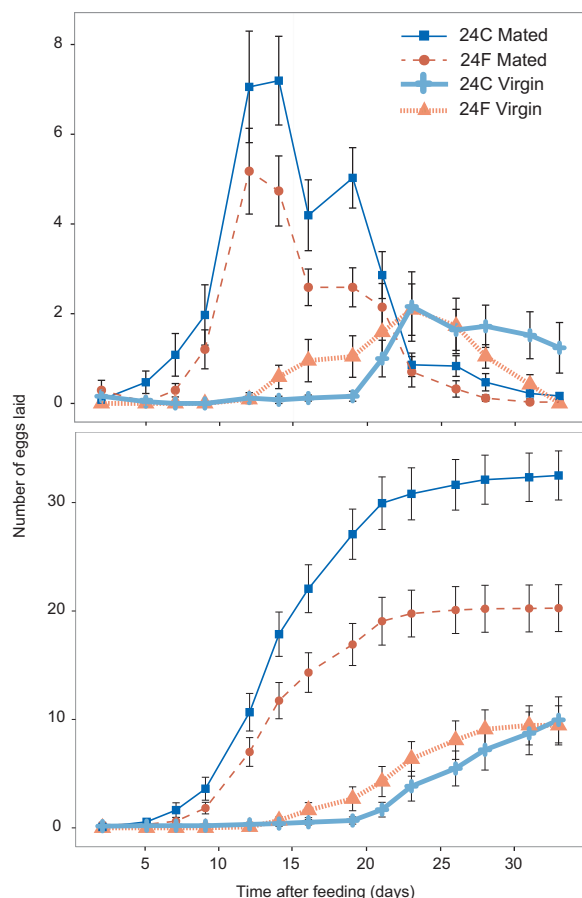 8
6
4
2
0
24C Mated
24F Mated
24C Virgin
24F Virgin
Number of eggs laid
30
20
10
0
5
10
15
20
25
30
Time after feeding (days)